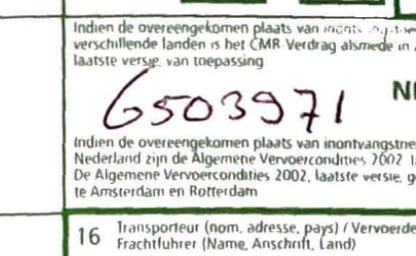 Indien de overeengekomen plaats van
verschillende landen is het CMR Verdrag alsmede in
laatste versie van toepassing
6503971
N
Indien de overeengekomen plaats van inontvangstne
Nederland zijn de Algemene Vervoercondities 2002
De Algemene Vervoercondities 2002, laatste versie, g
te Amsterdam en Rotterdam
16 Transporteur (nom, adresse, pays) / Vervoerde
Frachtfuhrer (Name, Anschrift, Land)